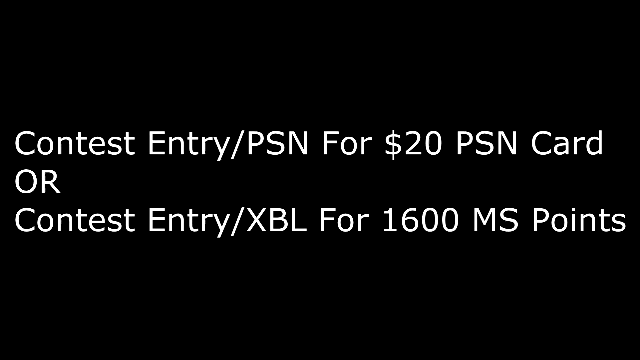 Contest Entry/PSN For $20 PSN Card
OR
Contest Entry/XBL For 1600 MS Points